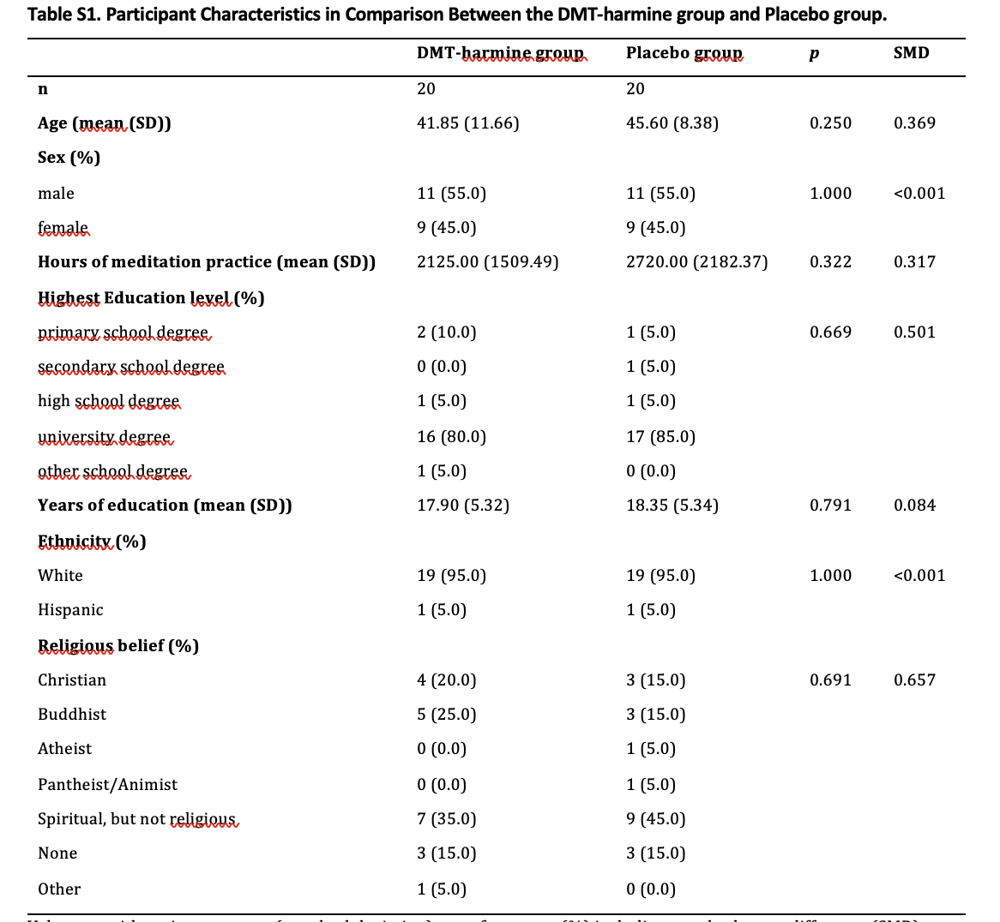 Table S1. Participant Characteristics in Comparison Between the DMT-harmine group and Placebo group.
DMT-harmine group Placebo group p SMD
n 20 20
Age (mean (SD)) 41.85 (11.66) 45.60 (8.38) 0.250 0.369
Sex (%)
male 11 (55.0) 11 (55.0) 1.000 <0.001
female 9 (45.0) 9 (45.0)
Hours of meditation practice (mean (SD)) 2125.00 (1509.49) 2720.00 (2182.37) 0.322 0.317
Highest Education level (%)
primary school degree 2 (10.0) 1 (5.0) 0.669 0.501
secondary school degree 0 (0.0) 1 (5.0)
high school degree 1 (5.0) 1 (5.0)
university degree 16 (80.0) 17 (85.0)
other school degree 1 (5.0) 0 (0.0)
Years of education (mean (SD)) 17.90 (5.32) 18.35 (5.34) 0.791 0.084
Ethnicity (%)
White 19 (95.0) 19 (95.0) 1.000 <0.001
Hispanic 1 (5.0) 1 (5.0)
Religious belief (%)
Christian 4 (20.0) 3 (15.0) 0.691 0.657
Buddhist 5 (25.0) 3 (15.0)
Atheist 0 (0.0) 1 (5.0)
Pantheist/Animist 0 (0.0) 1 (5.0)
Spiritual, but not religious 7 (35.0) 9 (45.0)
None 3 (15.0) 3 (15.0)
Other 1 (5.0) 0 (0.0)